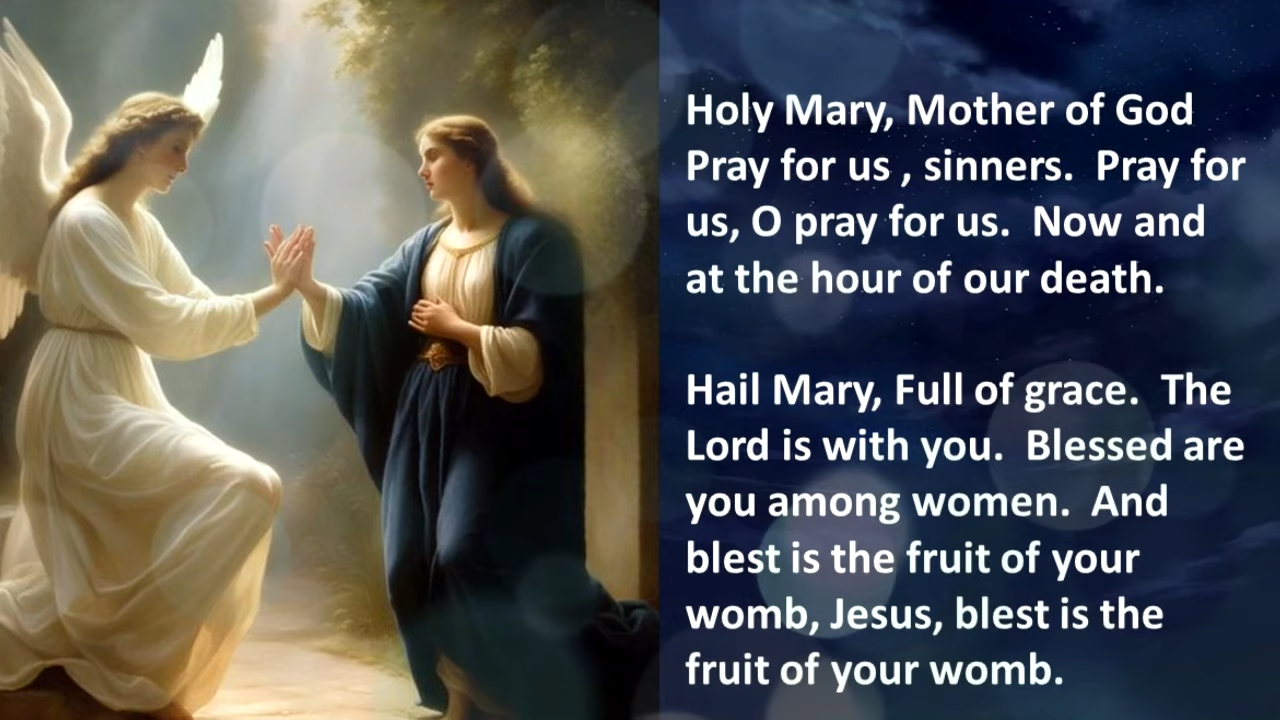 Holy Mary, Mother of God
Pray for us , sinners.  Pray for
us, O pray for us.  Now and
at the hour of our death.
Hail Mary, Full of grace.  The
Lord is with you.  Blessed are
you among women.  And
blest is the fruit of your
womb, Jesus, blest is the
fruit of your womb.